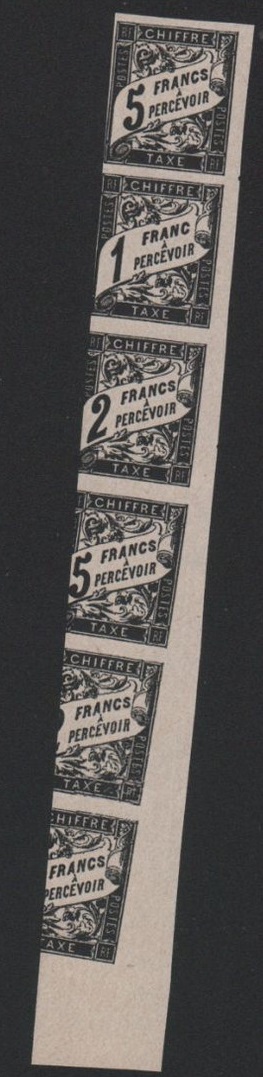 RF CHIFFRE
POSTES
5 FRANCS
À
PERCEVOIR
POSTES
TAXE RF
RF CHIFFRE
POSTES
1 FRANC
À
PERCEVOIR
POSTES
TAXE RF
RF CHIFFRE
POSTES
2 FRANCS
À
PERCEVOIR
POSTES
TAXE RF
CHIFFRE
5 FRANCS
À
PERCEVOIR
POSTES
TAXE RF
CHIFFRE
FRANCS
À
PERCEVOIR
POSTES
TAXE RF
CHIFFRE
FRANCS
À
PERCEVOIR
POSTES
TAXE RF